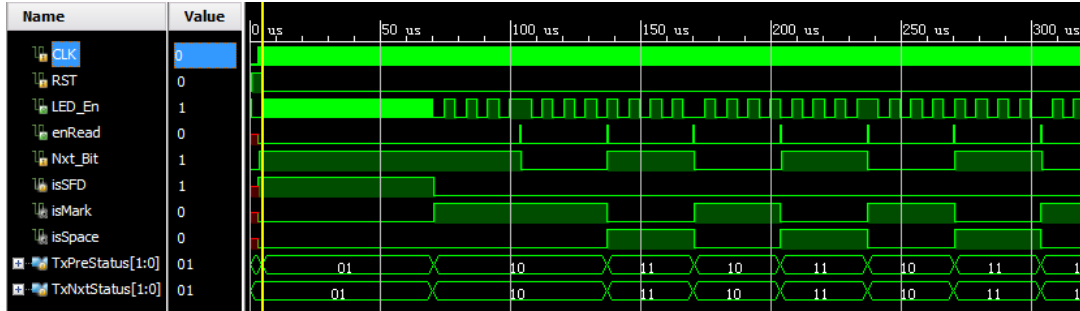 Name Value
0 us 50 us 100 us 150 us 200 us 250 us 300 us
CLK 0
RST 0
LED_En 1
enRead 0
Nxt_Bit 1
isSFD 1
isMark 0
isSpace 0
TxPreStatus[1:0] 01 01 10 11 10 11 10 11 1
TxNxtStatus[1:0] 01 01 10 11 10 11 10 11 1